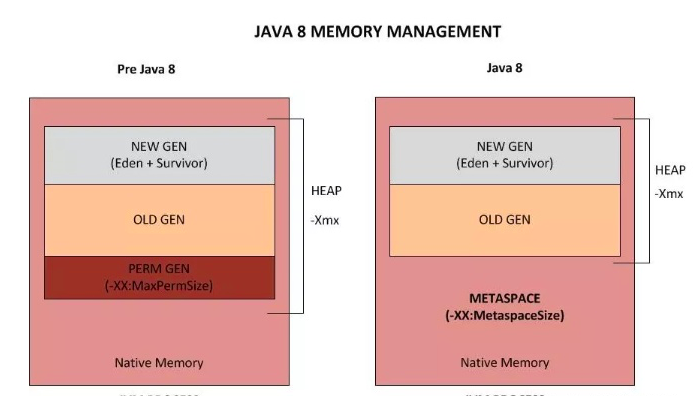 JAVA 8 MEMORY MANAGEMENT
Pre Java 8
Java 8
NEW GEN
(Eden + Survivor)
OLD GEN
PERM GEN
(-XX:MaxPermSize)
Native Memory
HEAP
-Xmx
NEW GEN
(Eden + Survivor)
OLD GEN
METASPACE
(-XX:MetaspaceSize)
Native Memory
HEAP
-Xmx